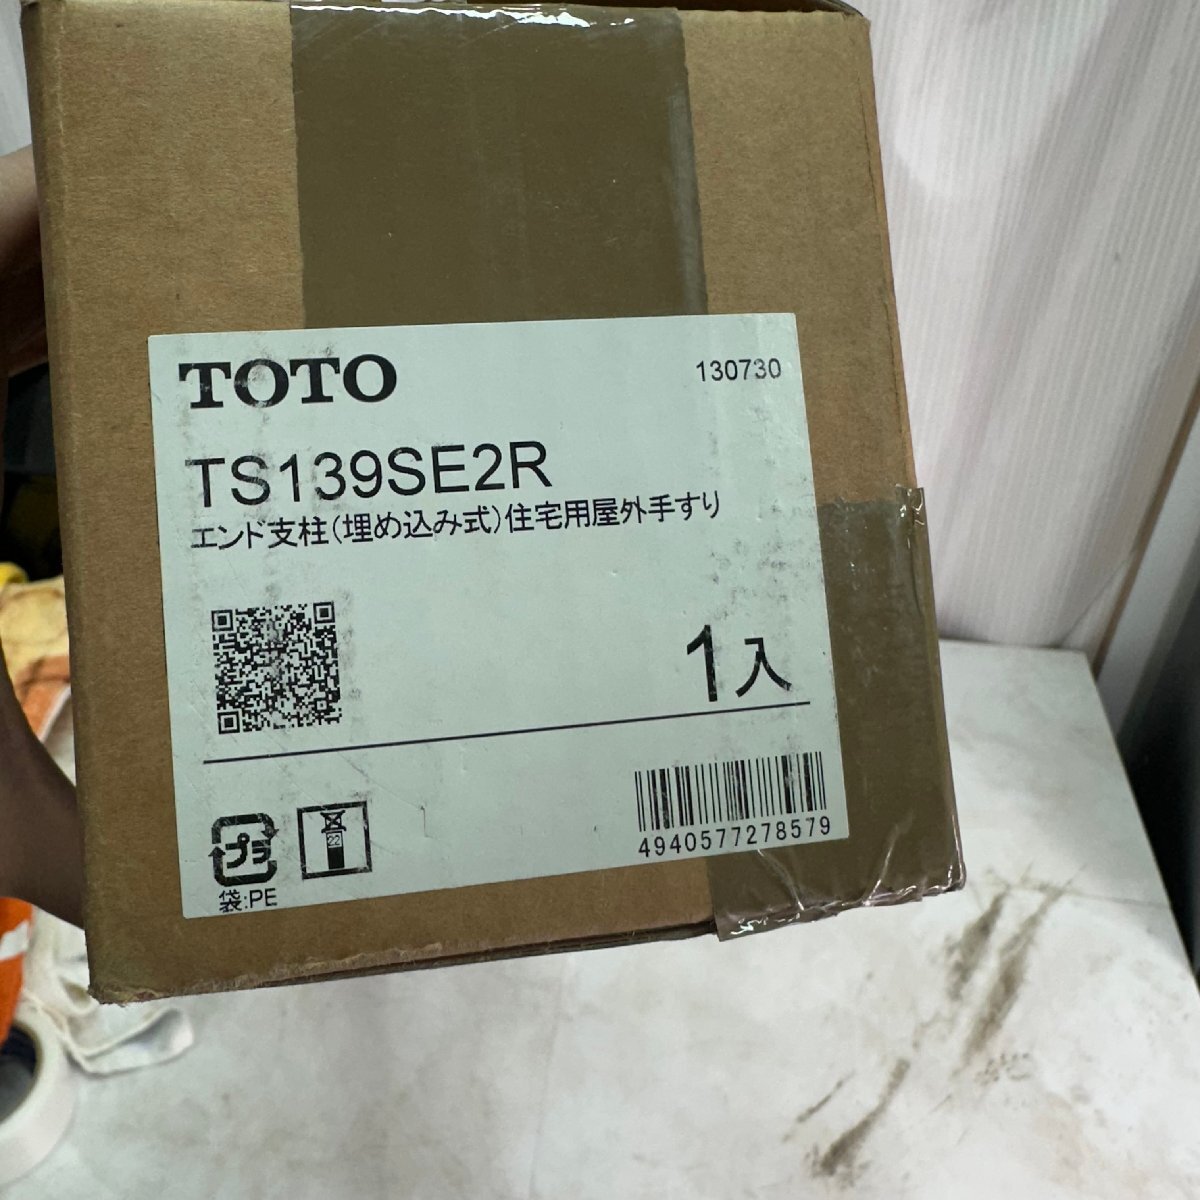 TOTO
130730
TS139SE2R
エンド支柱(埋め込み式)住宅用屋外手すり
1入
プラ
22
4940577278579
袋:PE